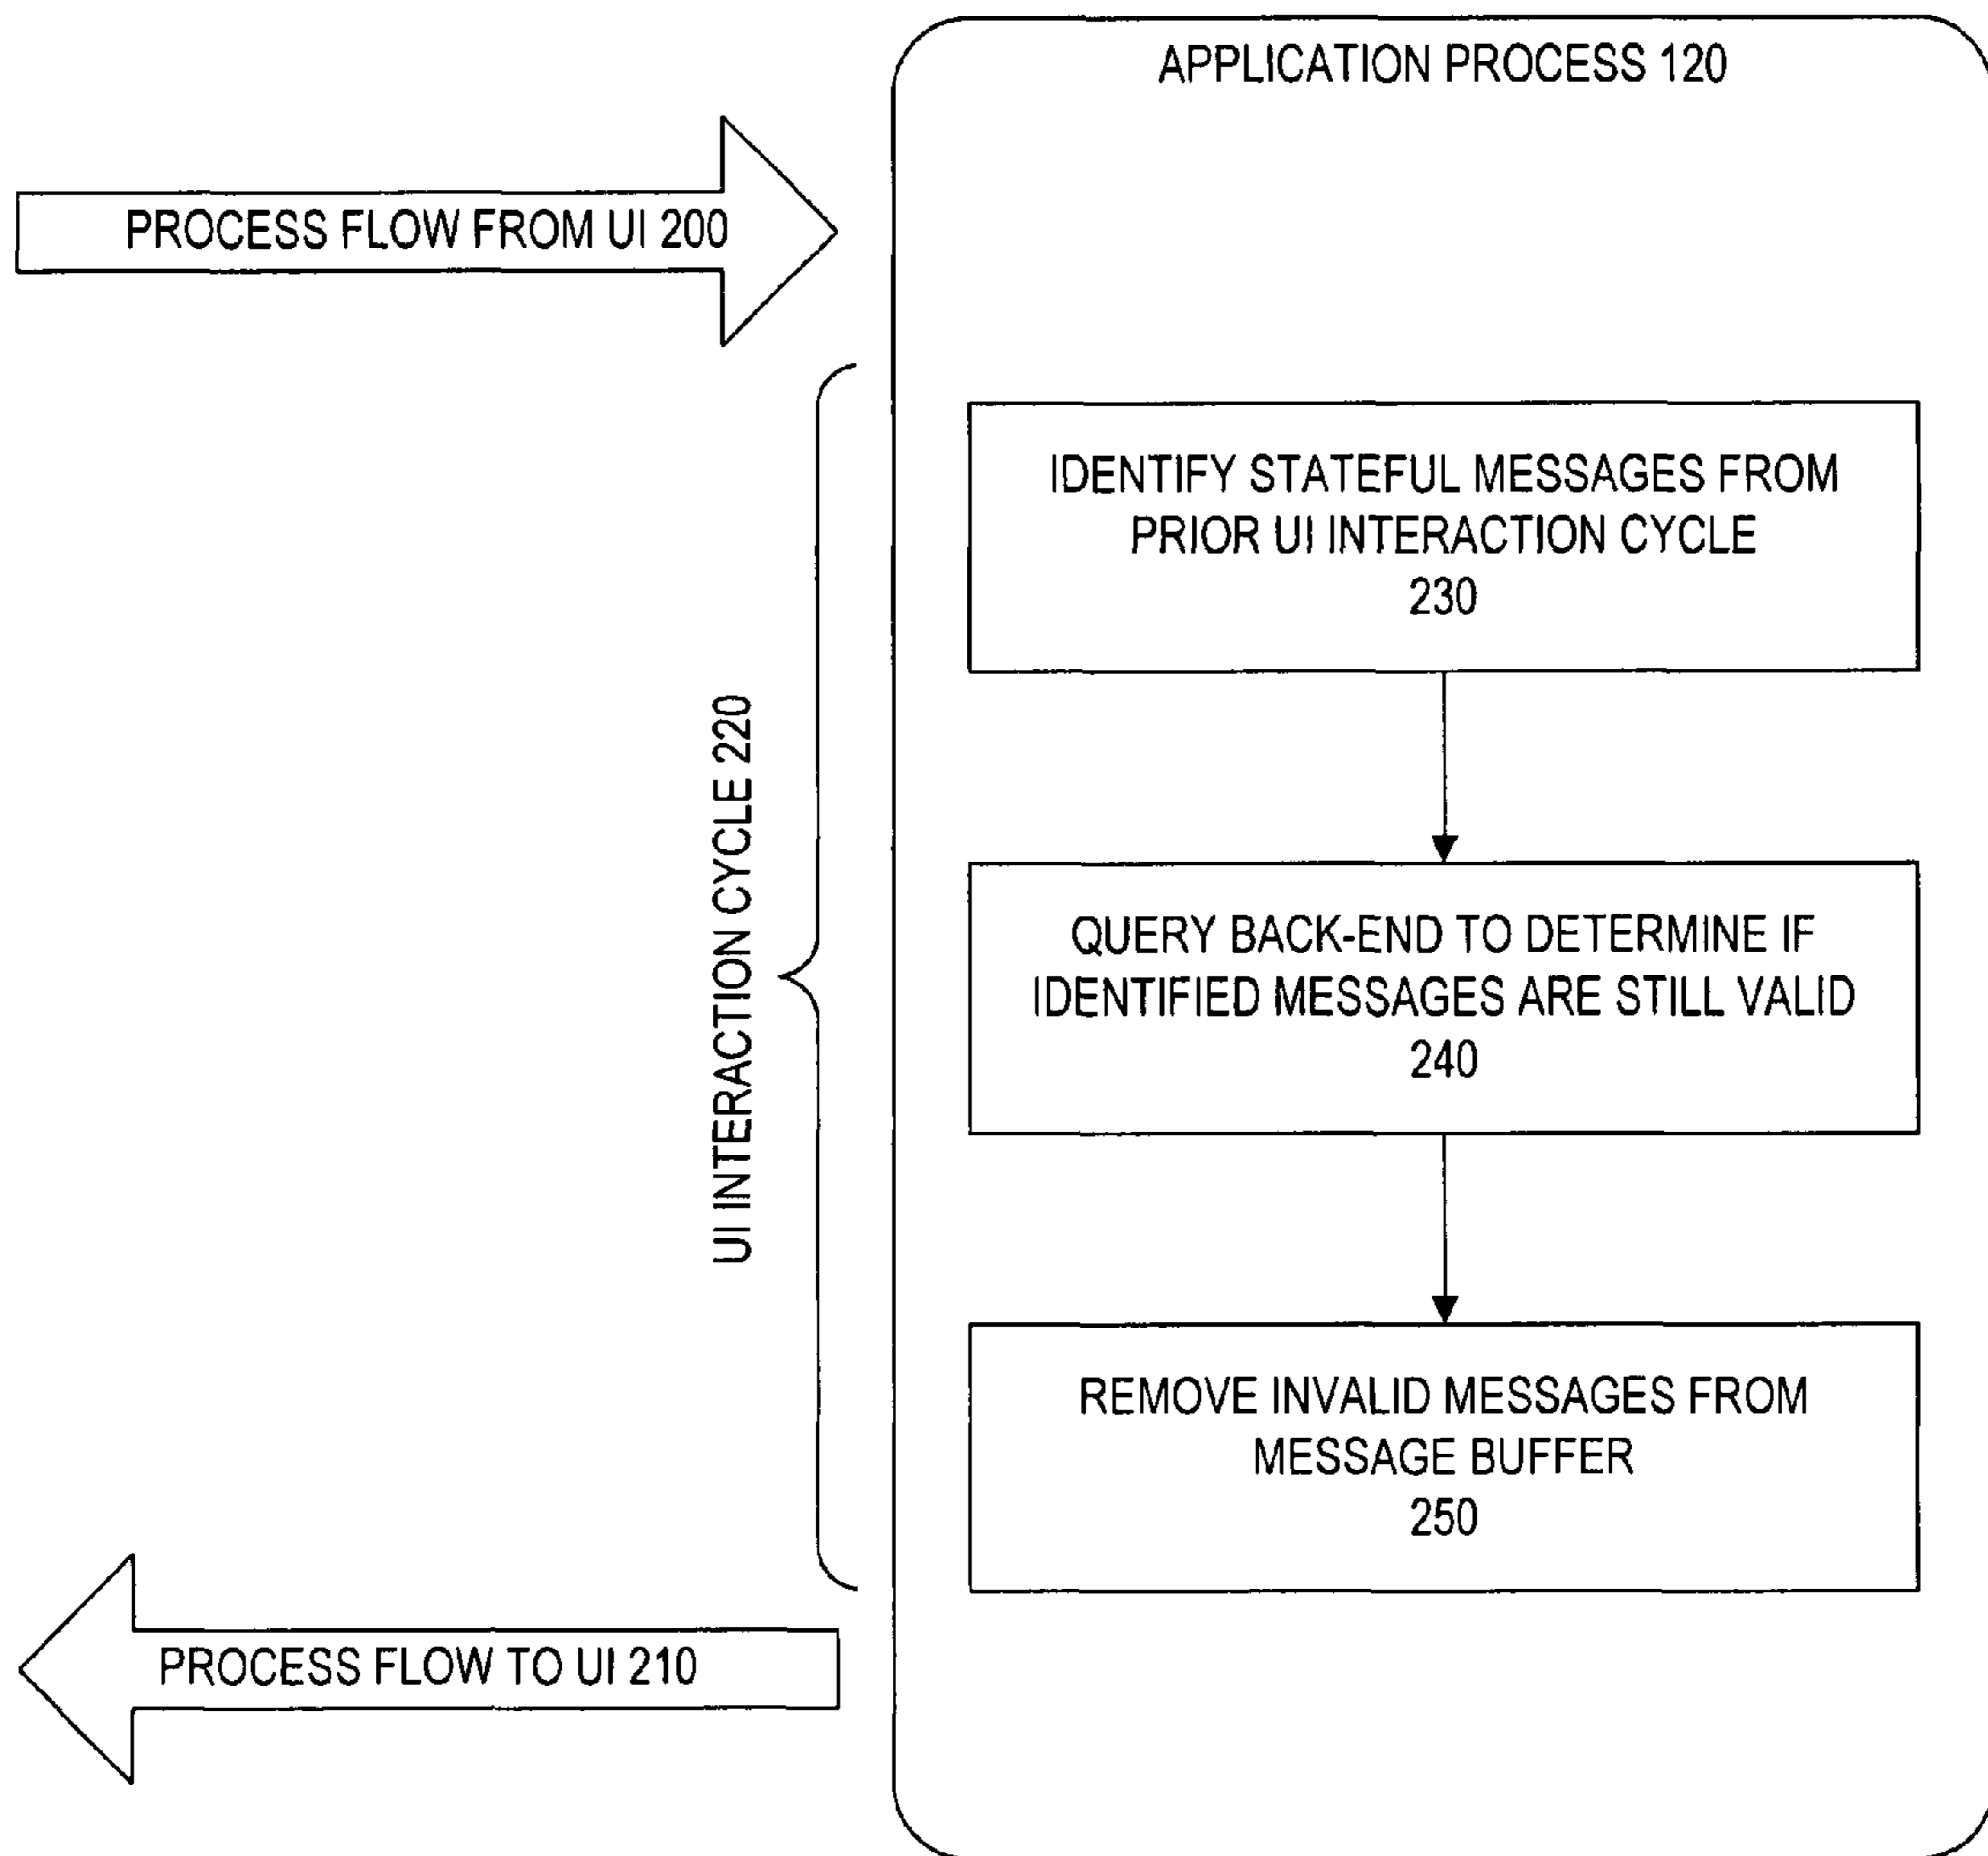 APPLICATION PROCESS 120
PROCESS FLOW FROM UI 200
IDENTIFY STATEFUL MESSAGES FROM
PRIOR UI INTERACTION CYCLE
230
UI INTERACTION CYCLE 220
QUERY BACK-END TO DETERMINE IF
IDENTIFIED MESSAGES ARE STILL VALID
240
REMOVE INVALID MESSAGES FROM
MESSAGE BUFFER
250
PROCESS FLOW TO UI 210